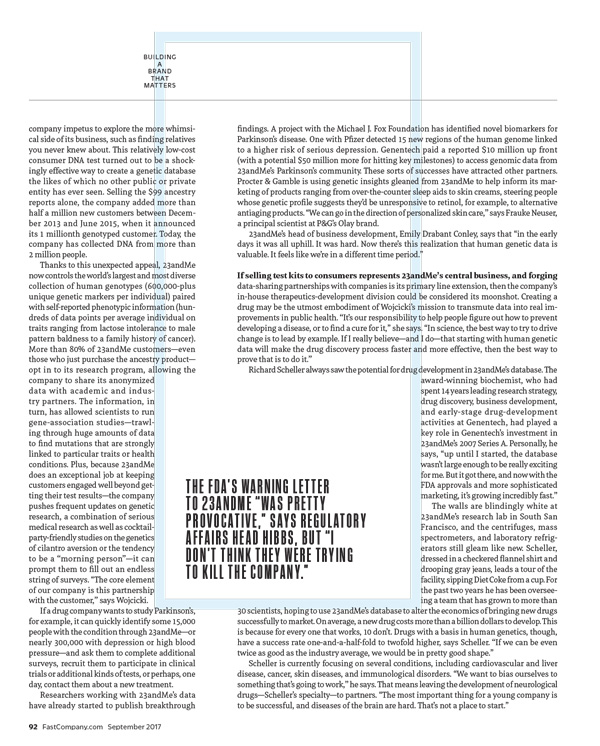 BUILDING
A
BRAND
THAT
MATTERS
company impetus to explore the more whimsi-
cal side of its business, such as finding relatives
you never knew about. This relatively low-cost
consumer DNA test turned out to be a shock-
ingly effective way to create a genetic database
the likes of which no other public or private
entity has ever seen. Selling the $99 ancestry
reports alone, the company added more than
half a million new customers between Decem-
ber 2013 and June 2015, when it announced
its 1 millionth genotyped customer. Today, the
company has collected DNA from more than
2 million people.
Thanks to this unexpected appeal, 23andMe
now controls the world's largest and most diverse
collection of human genotypes (600,000-plus
unique genetic markers per individual) paired
with self-reported phenotypic information (hun-
dreds of data points per average individual on
traits ranging from lactose intolerance to male
pattern baldness to a family history of cancer).
More than 80% of 23andMe customers—even
those who just purchase the ancestry product—
opt in to its research program, allowing the
company to share its anonymized
data with academic and indus-
try partners. The information, in
turn, has allowed scientists to run
gene-association studies—trawl-
ing through huge amounts of data
to find mutations that are strongly
linked to particular traits or health
conditions. Plus, because 23andMe
does an exceptional job at keeping
customers engaged well beyond get-
ting their test results—the company
pushes frequent updates on genetic
research, a combination of serious
medical research as well as cocktail-
party-friendly studies on the genetics
of cilantro aversion or the tendency
to be a "morning person"—it can
prompt them to fill out an endless
string of surveys. "The core element
of our company is this partnership
with the customer," says Wojcicki.
If a drug company wants to study Parkinson's,
for example, it can quickly identify some 15,000
people with the condition through 23andMe—or
nearly 300,000 with depression or high blood
pressure—and ask them to complete additional
surveys, recruit them to participate in clinical
trials or additional kinds of tests, or perhaps, one
day, contact them about a new treatment.
Researchers working with 23andMe's data
have already started to publish breakthrough
findings. A project with the Michael J. Fox Foundation has identified novel biomarkers for
Parkinson's disease. One with Pfizer detected 15 new regions of the human genome linked
to a higher risk of serious depression. Genentech paid a reported $10 million up front
(with a potential $50 million more for hitting key milestones) to access genomic data from
23andMe's Parkinson's community. These sorts of successes have attracted other partners.
Procter & Gamble is using genetic insights gleaned from 23andMe to help inform its mar-
keting of products ranging from over-the-counter sleep aids to skin creams, steering people
whose genetic profile suggests they'd be unresponsive to retinol, for example, to alternative
antiaging products. "We can go in the direction of personalized skin care," says Frauke Neuser,
a principal scientist at P&G's Olay brand.
23andMe's head of business development, Emily Drabant Conley, says that "in the early
days it was all uphill. It was hard. Now there's this realization that human genetic data is
valuable. It feels like we're in a different time period."
If selling test kits to consumers represents 23andMe's central business, and forging
data-sharing partnerships with companies is its primary line extension, then the company's
in-house therapeutics-development division could be considered its moonshot. Creating a
drug may be the utmost embodiment of Wojcicki's mission to transmute data into real im-
provements in public health. "It's our responsibility to help people figure out how to prevent
developing a disease, or to find a cure for it," she says. "In science, the best way to try to drive
change is to lead by example. If I really believe—and I do—that starting with human genetic
data will make the drug discovery process faster and more effective, then the best way to
prove that is to do it."
Richard Scheller always saw the potential for drug development in 23andMe's database. The
award-winning biochemist, who had
spent 14 years leading research strategy,
drug discovery, business development,
and early-stage drug-development
activities at Genentech, had played a
key role in Genentech's investment in
23andMe's 2007 Series A. Personally, he
says, "up until I started, the database
wasn't large enough to be really exciting
for me. But it got there, and now with the
FDA approvals and more sophisticated
marketing, it's growing incredibly fast."
The walls are blindingly white at
23andMe's research lab in South San
Francisco, and the centrifuges, mass
spectrometers, and laboratory refrig-
erators still gleam like new. Scheller,
dressed in a checkered flannel shirt and
drooping gray jeans, leads a tour of the
facility, sipping Diet Coke from a cup. For
the past two years he has been oversee-
ing a team that has grown to more than
30 scientists, hoping to use 23andMe's database to alter the economics of bringing new drugs
successfully to market. On average, a new drug costs more than a billion dollars to develop. This
is because for every one that works, 10 don't. Drugs with a basis in human genetics, though,
have a success rate one-and-a-half-fold to twofold higher, says Scheller. "If we can be even
twice as good as the industry average, we would be in pretty good shape."
Scheller is currently focusing on several conditions, including cardiovascular and liver
disease, cancer, skin diseases, and immunological disorders. "We want to bias ourselves to
something that's going to work," he says. That means leaving the development of neurological
drugs—Scheller's specialty—to partners. "The most important thing for a young company is
to be successful, and diseases of the brain are hard. That's not a place to start."
THE FDA'S WARNING LETTER
TO 23ANDME "WAS PRETTY
PROVOCATIVE," SAYS REGULATORY
AFFAIRS HEAD HIBBS, BUT "I
DON'T THINK THEY WERE TRYING
TO KILL THE COMPANY."
92 FastCompany.com September 2017